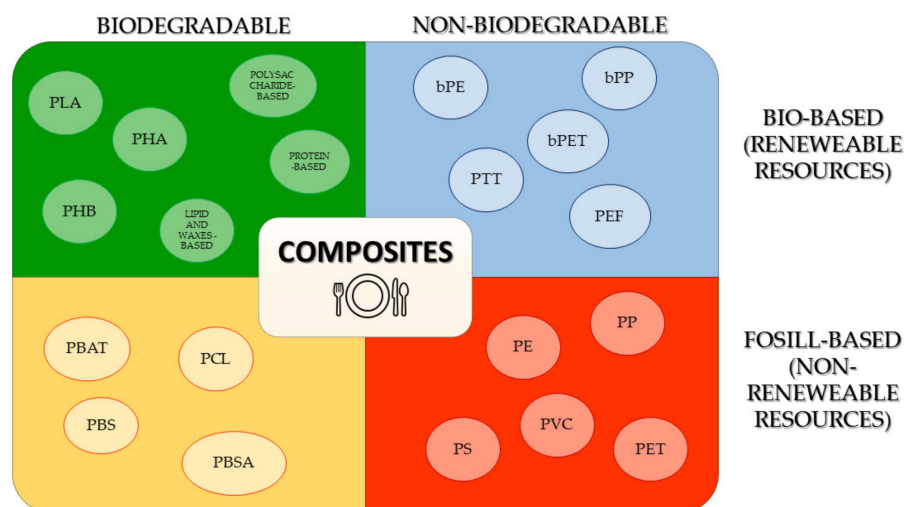 BIODEGRADABLE
NON-BIODEGRADABLE
PLA
POLYSAC
CHARIDE-
BASED
PHA
PROTEIN
-BASED
PHB
LIPID
AND
WAXES -
BASED
bPE
bPP
bPET
PTT
PEF
BIO-BASED
(RENEWEABLE
RESOURCES)
COMPOSITES
PBAT
PCL
PBS
PBSA
PP
PE
PVC
PS
PET
FOSILL-BASED
(NON-
RENEWEABLE
RESOURCES)